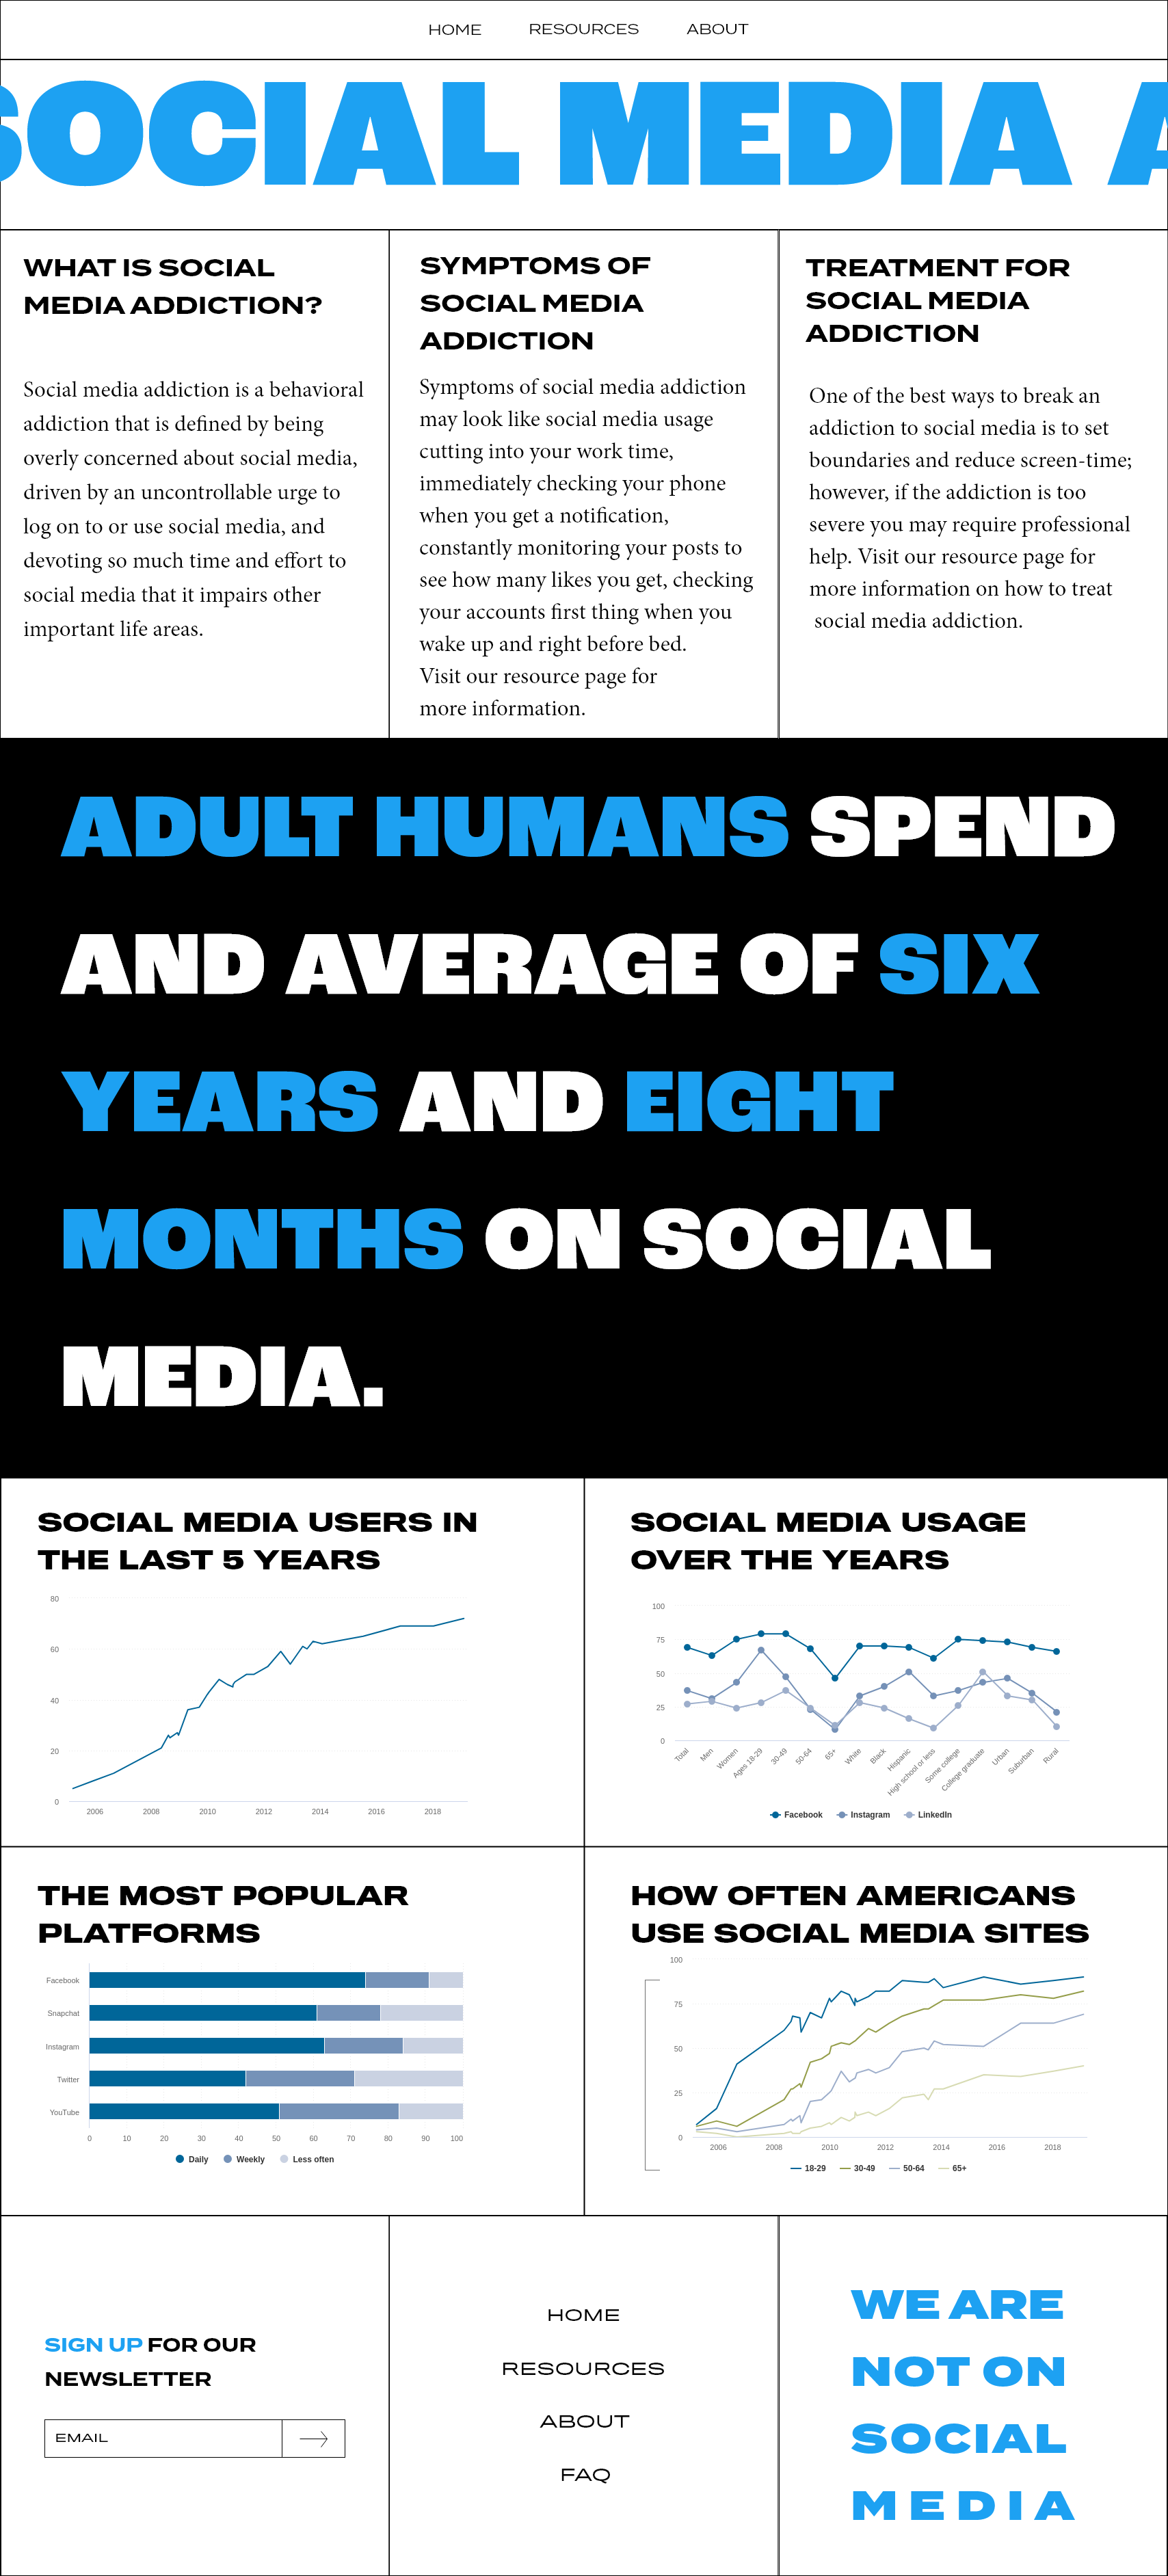 HOME RESOURCES ABOUT
SOCIAL MEDIA A
WHAT IS SOCIAL
MEDIA ADDICTION?
Social media addiction is a behavioral
addiction that is defined by being
overly concerned about social media,
driven by an uncontrollable urge to
log on to or use social media, and
devoting so much time and effort to
social media that it impairs other
important life areas.
SYMPTOMS OF
SOCIAL MEDIA
ADDICTION
Symptoms of social media addiction
may look like social media usage
cutting into your work time,
immediately checking your phone
when you get a notification,
constantly monitoring your posts to
see how many likes you get, checking
your accounts first thing when you
wake up and right before bed.
Visit our resource page for
more information.
TREATMENT FOR
SOCIAL MEDIA
ADDICTION
One of the best ways to break an
addiction to social media is to set
boundaries and reduce screen-time;
however, if the addiction is too
severe you may require professional
help. Visit our resource page for
more information on how to treat
social media addiction.
ADULT HUMANS SPEND
AND AVERAGE OF SIX
YEARS AND EIGHT
MONTHS ON SOCIAL
MEDIA.
SOCIAL MEDIA USERS IN
THE LAST 5 YEARS
80
60
40
20
0
2006 2008 2010 2012 2014 2016 2018
SOCIAL MEDIA USAGE
OVER THE YEARS
100
75
50
25
0
Total Men Women Ages 18-29 30-49 50-64 65+ White Black Hispanic High school or less Some college College graduate Urban Suburban Rural
Facebook Instagram LinkedIn
THE MOST POPULAR
PLATFORMS
Facebook
Snapchat
Instagram
Twitter
YouTube
0 10 20 30 40 50 60 70 80 90 100
Daily Weekly Less often
HOW OFTEN AMERICANS
USE SOCIAL MEDIA SITES
100
75
50
25
0
2006 2008 2010 2012 2014 2016 2018
18-29 30-49 50-64 65+
SIGN UP FOR OUR
NEWSLETTER
EMAIL
HOME
RESOURCES
ABOUT
FAQ
WE ARE
NOT ON
SOCIAL
MEDIA